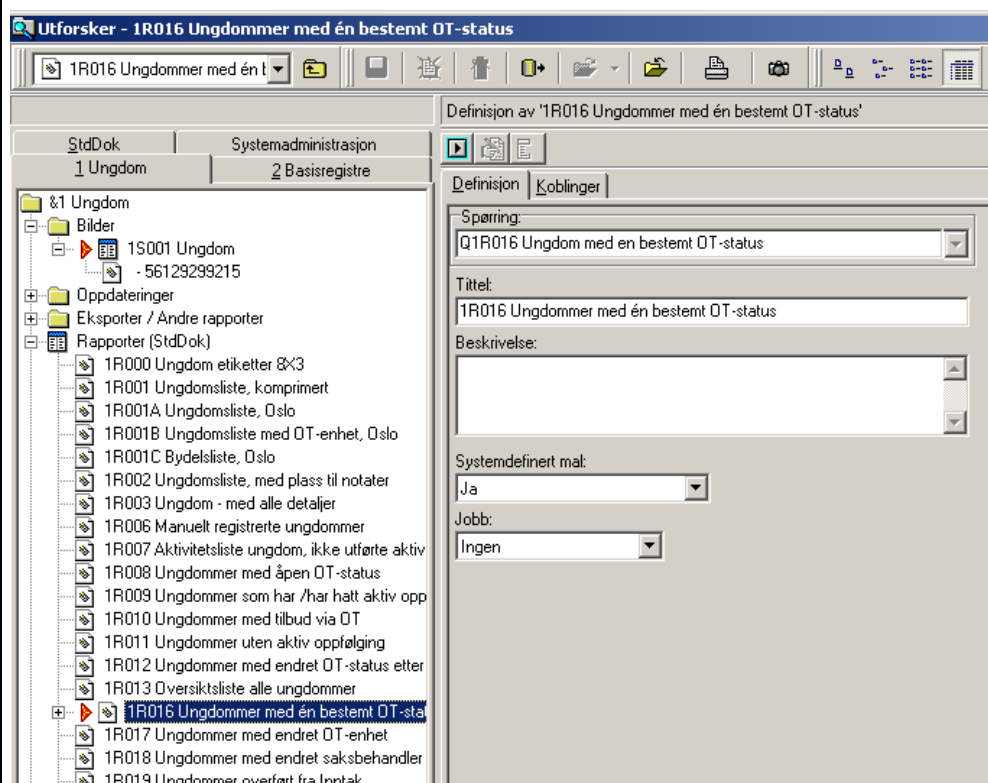 Utforsker - 1R016 Ungdommer med én bestemt OT-status
1R016 Ungdommer med én t
Definisjon av '1R016 Ungdommer med én bestemt OT-status'
StdDok
Systemadministrasjon
1 Ungdom
2 Basisregistre
&1 Ungdom
Bilder
1S001 Ungdom
- 56129299215
Oppdateringer
Eksporter / Andre rapporter
Rapporter (StdDok)
1R000 Ungdom etiketter 8X3
1R001 Ungdomsliste, komprimert
1R001A Ungdomsliste, Oslo
1R001B Ungdomsliste med OT-enhet, Oslo
1R001C Bydelsliste, Oslo
1R002 Ungdomsliste, med plass til notater
1R003 Ungdom - med alle detaljer
1R006 Manuelt registrerte ungdommer
1R007 Aktivitetsliste ungdom, ikke utførte aktiv
1R008 Ungdommer med åpen OT-status
1R009 Ungdommer som har /har hatt aktiv opp
1R010 Ungdommer med tilbud via OT
1R011 Ungdommer uten aktiv oppfølging
1R012 Ungdommer med endret OT-status etter
1R013 Oversiktsliste alle ungdommer
1R016 Ungdommer med én bestemt OT-stat
1R017 Ungdommer med endret OT-enhet
1R018 Ungdommer med endret saksbehandler
1R019 Ungdommer overført fra Inntak
Definisjon
Koblinger
Spørring:
Q1R016 Ungdom med en bestemt OT-status
Tittel:
1R016 Ungdommer med én bestemt OT-status
Beskrivelse:
Systemdefinert mal:
Ja
Jobb:
Ingen